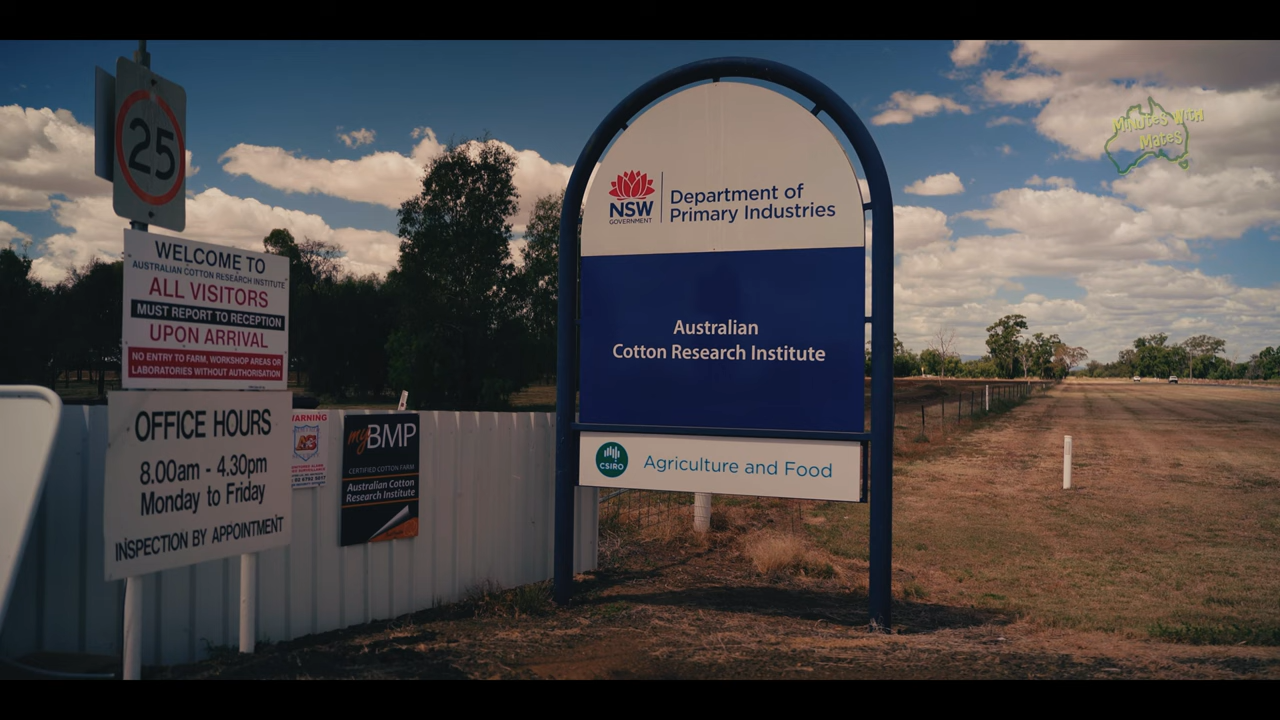 25
WELCOME TO
AUSTRALIAN COTTON RESEARCH INSTITUTE
ALL VISITORS
MUST REPORT TO RECEPTION
UPON ARRIVAL
NO ENTRY TO FARM, WORKSHOP AREAS OR
LABORATORIES WITHOUT AUTHORISATION
OFFICE HOURS
8.00am - 4.30pm
Monday to Friday
INSPECTION BY APPOINTMENT
WARNING
myBMP
CERTIFIED COTTON FARM
Australian Cotton
Research Institute
NSW
GOVERNMENT
Department of
Primary Industries
Australian
Cotton Research Institute
CSIRO
Agriculture and Food
Minutes With
Mates